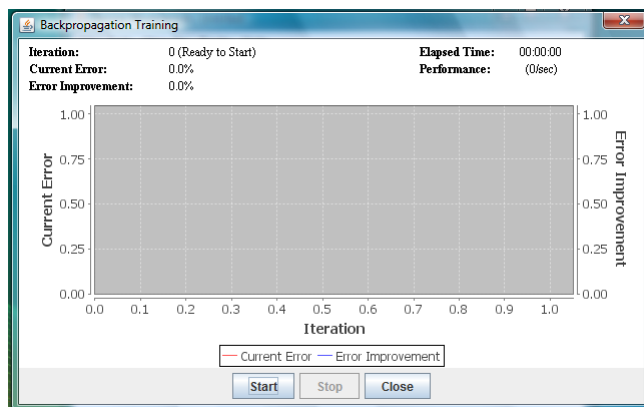 Backpropagation Training
Iteration: 0 (Ready to Start) Elapsed Time: 00:00:00
Current Error: 0.0% Performance: (0/sec)
Error Improvement: 0.0%
Current Error
1.00
0.75
0.50
0.25
0.00
1.00
0.75
0.50
0.25
0.00
Error Improvement
0.0 0.1 0.2 0.3 0.4 0.5 0.6 0.7 0.8 0.9 1.0
Iteration
Current Error Error Improvement
Start Stop Close